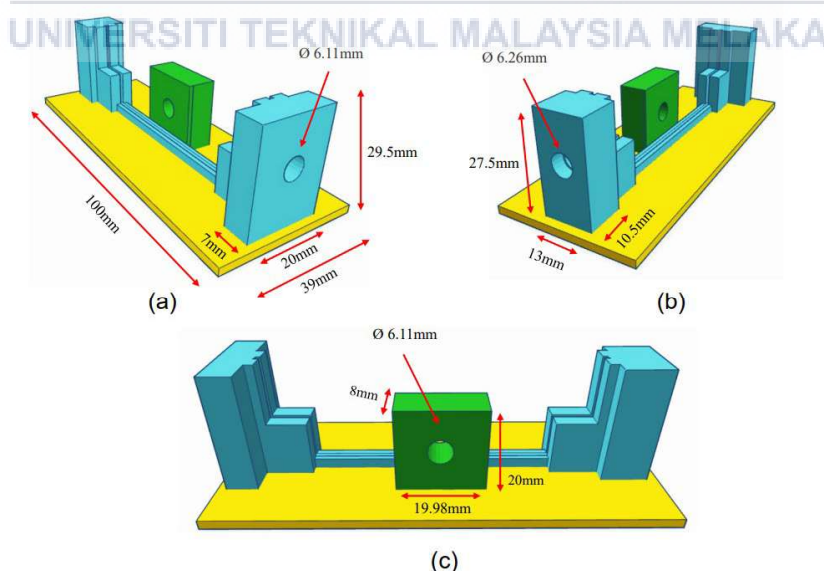 UNIVERSITI TEKNIKAL MALAYSIA MELAKA
Ø 6.11mm
29.5mm
100mm
7mm
20mm
39mm
(a)
Ø 6.26mm
27.5mm
10.5mm
13mm
(b)
Ø 6.11mm
8mm
20mm
19.98mm
(c)